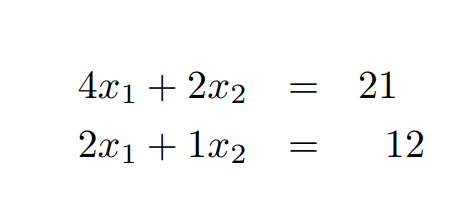 4x₁ + 2x₂ = 21
2x₁ + 1x₂ = 12